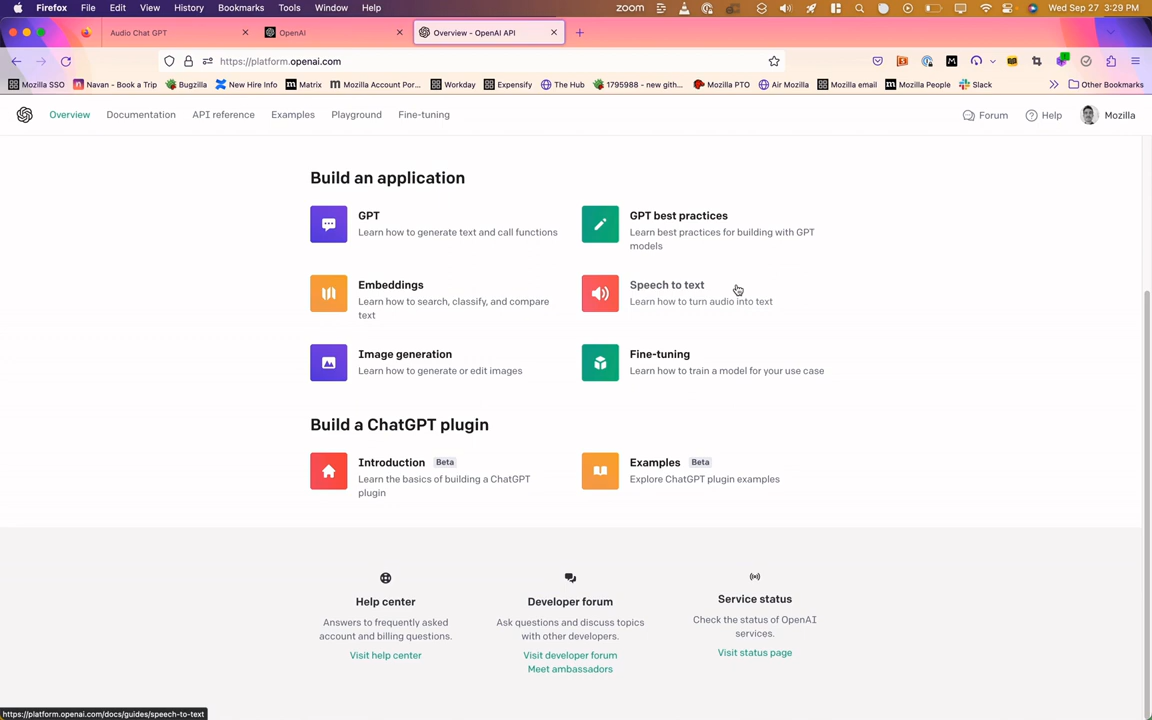 Firefox File Edit View History Bookmarks Tools Window Help zoom Wed Sep 27 3:29 PM
Audio Chat GPT OpenAI Overview - OpenAI API
https://platform.openai.com
Mozilla SSO Navan - Book a Trip Bugzilla New Hire Info Matrix Mozilla Account Por... Workday Expensify The Hub 1795988 - new gith... Mozilla PTO Air Mozilla Mozilla email Mozilla People Slack Other Bookmarks
Overview Documentation API reference Examples Playground Fine-tuning Forum Help Mozilla
Build an application
GPT
Learn how to generate text and call functions
GPT best practices
Learn best practices for building with GPT
models
Embeddings
Learn how to search, classify, and compare
text
Speech to text
Learn how to turn audio into text
Image generation
Learn how to generate or edit images
Fine-tuning
Learn how to train a model for your use case
Build a ChatGPT plugin
Introduction Beta
Learn the basics of building a ChatGPT
plugin
Examples Beta
Explore ChatGPT plugin examples
Help center
Answers to frequently asked
account and billing questions.
Visit help center
Developer forum
Ask questions and discuss topics
with other developers.
Visit developer forum
Meet ambassadors
Service status
Check the status of OpenAI
services.
Visit status page
https://platform.openai.com/docs/guides/speech-to-text